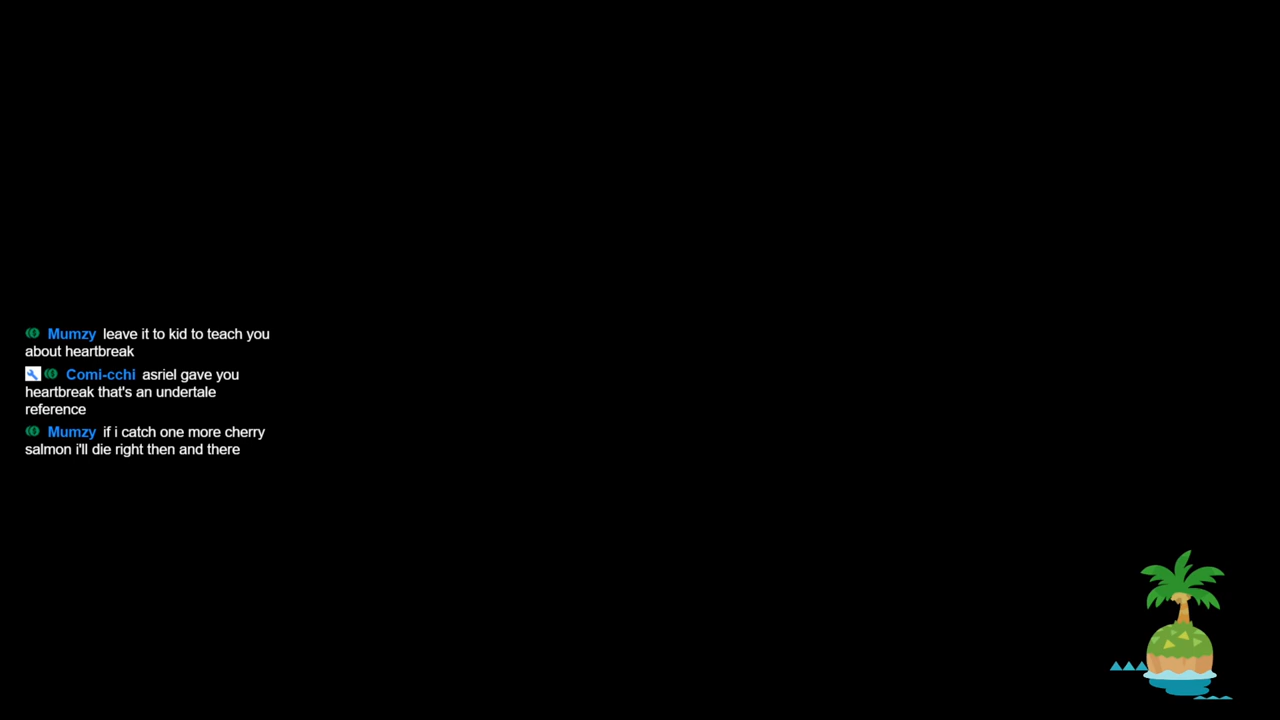 Mumzy leave it to kid to teach you
about heartbreak
Comi-cchi asriel gave you
heartbreak that's an undertale
reference
Mumzy if i catch one more cherry
salmon i'll die right then and there